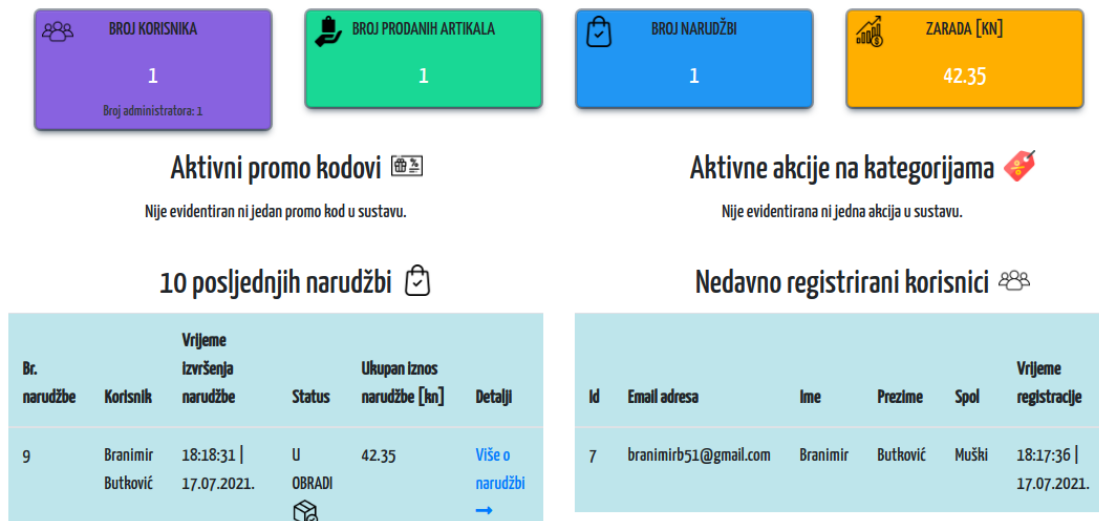 BROJ KORISNIKA
1
Broj administratora: 1
BROJ PRODANIH ARTIKALA
1
BROJ NARUDŽBI
1
ZARADA [KN]
42.35
Aktivni promo kodovi
Nije evidentiran ni jedan promo kod u sustavu.
Aktivne akcije na kategorijama
Nije evidentirana ni jedna akcija u sustavu.
10 posljednjih narudžbi
Br.
narudžbe
Korisnik
Vrijeme
izvršenja
narudžbe
Status
Ukupan iznos
narudžbe [kn]
Detalji
9
Branimir
Butković
18:18:31 |
17.07.2021.
U
OBRADI
42.35
Više o
narudžbi
Nedavno registrirani korisnici
Id
Email adresa
Ime
Prezime
Spol
Vrijeme
registracije
7
branimirb51@gmail.com
Branimir
Butković
Muški
18:17:36 |
17.07.2021.